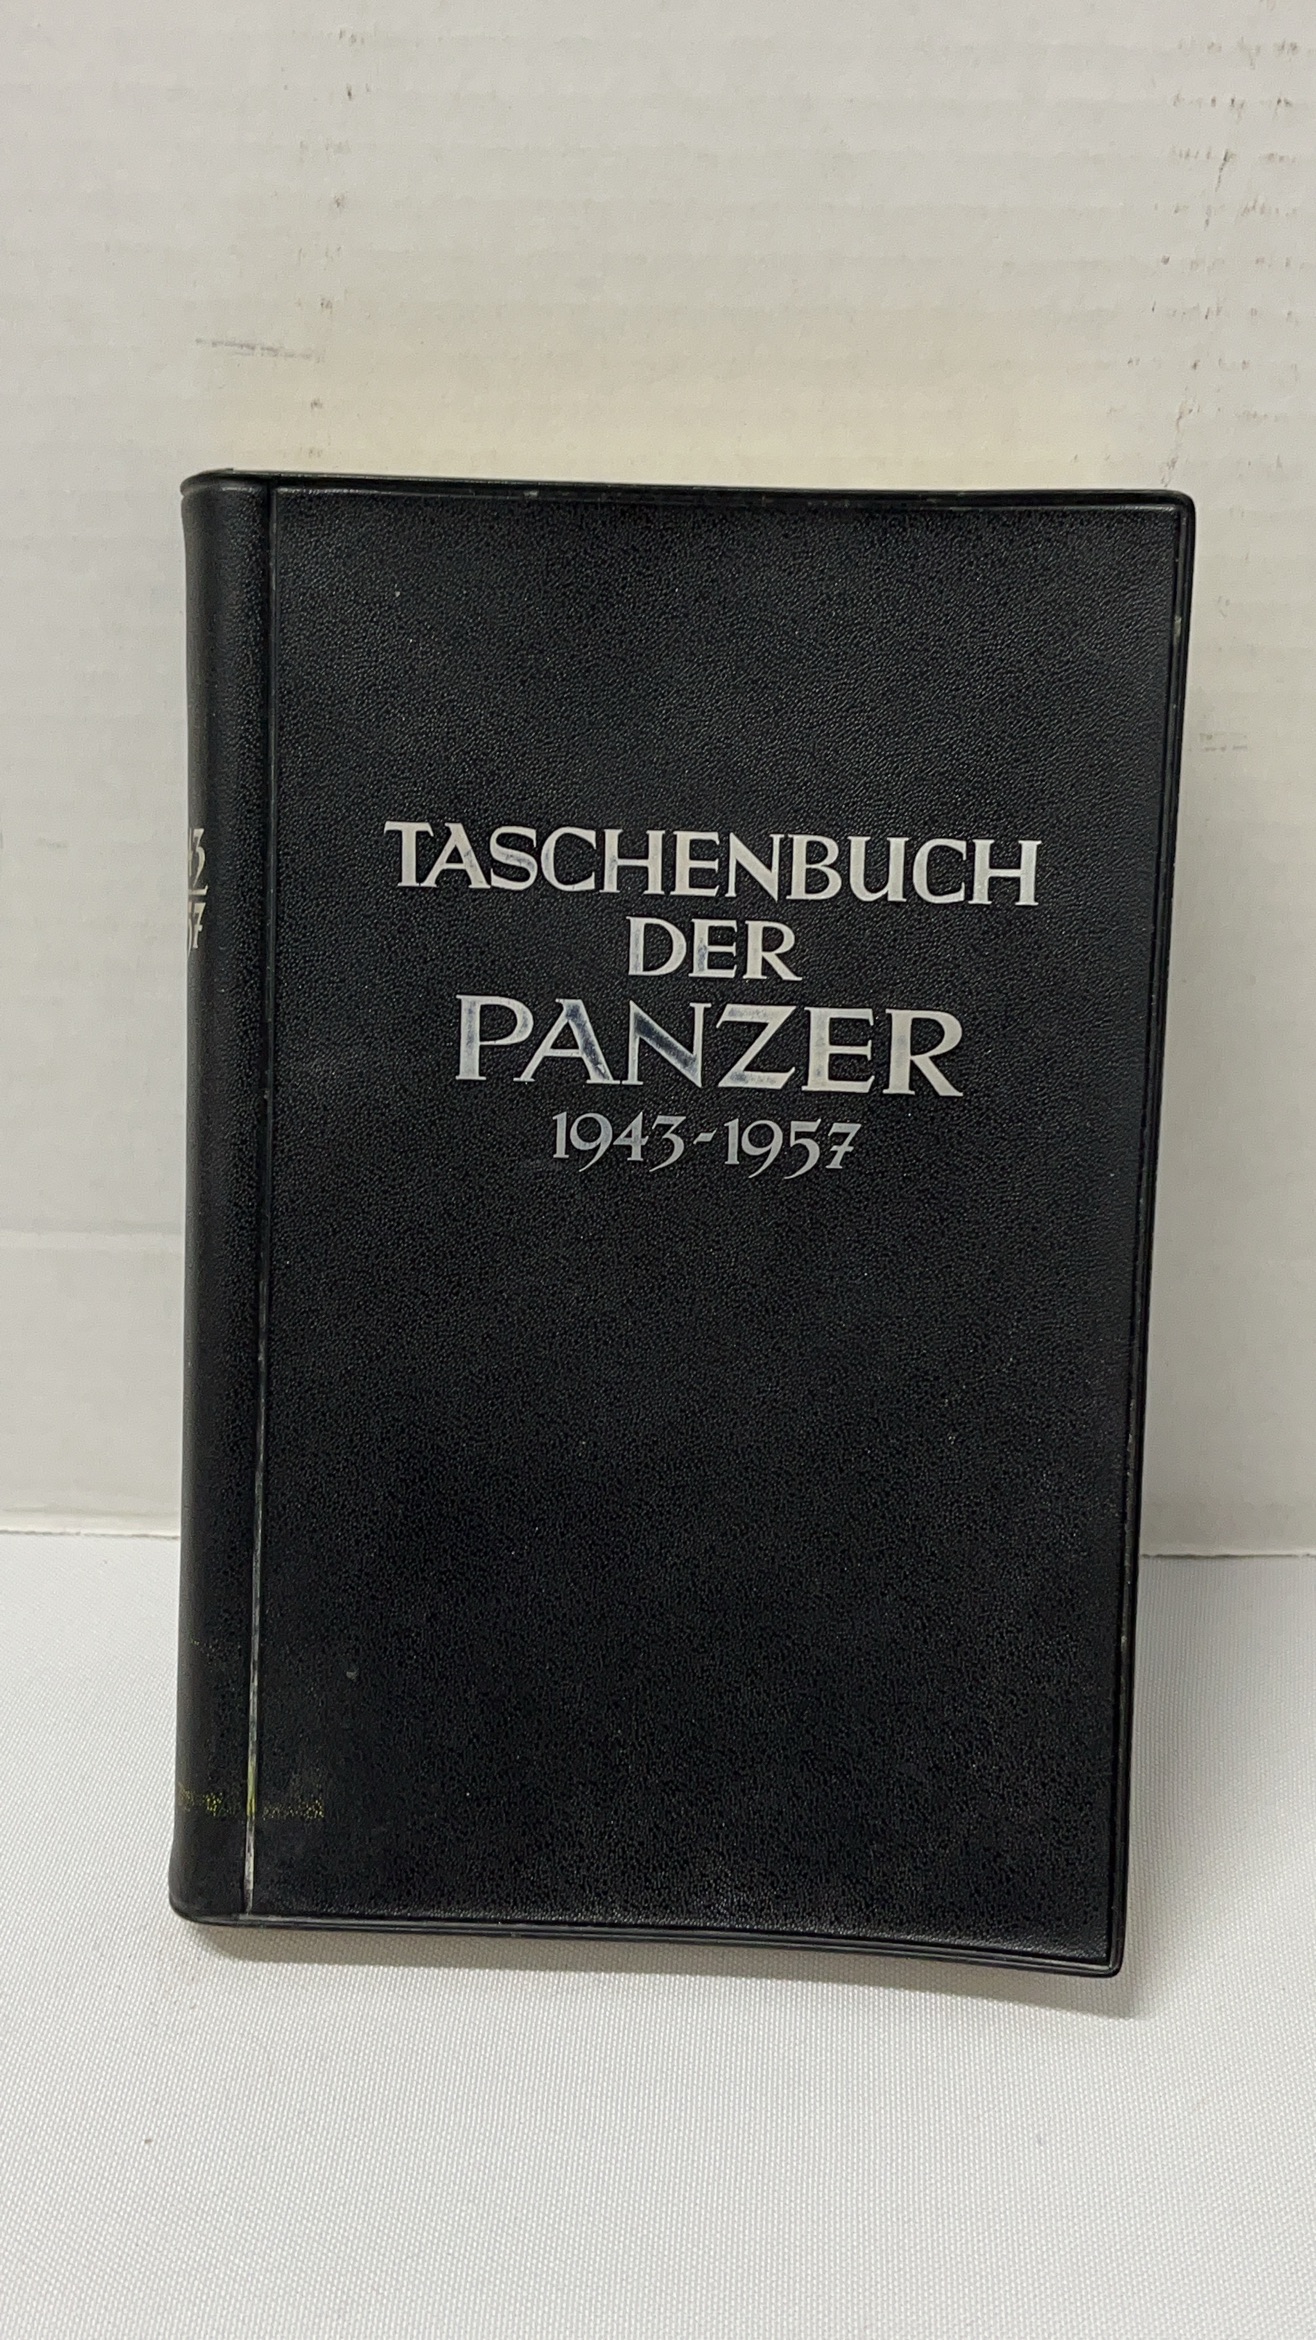 TASCHENBUCH
DER
PANZER
1943-1957